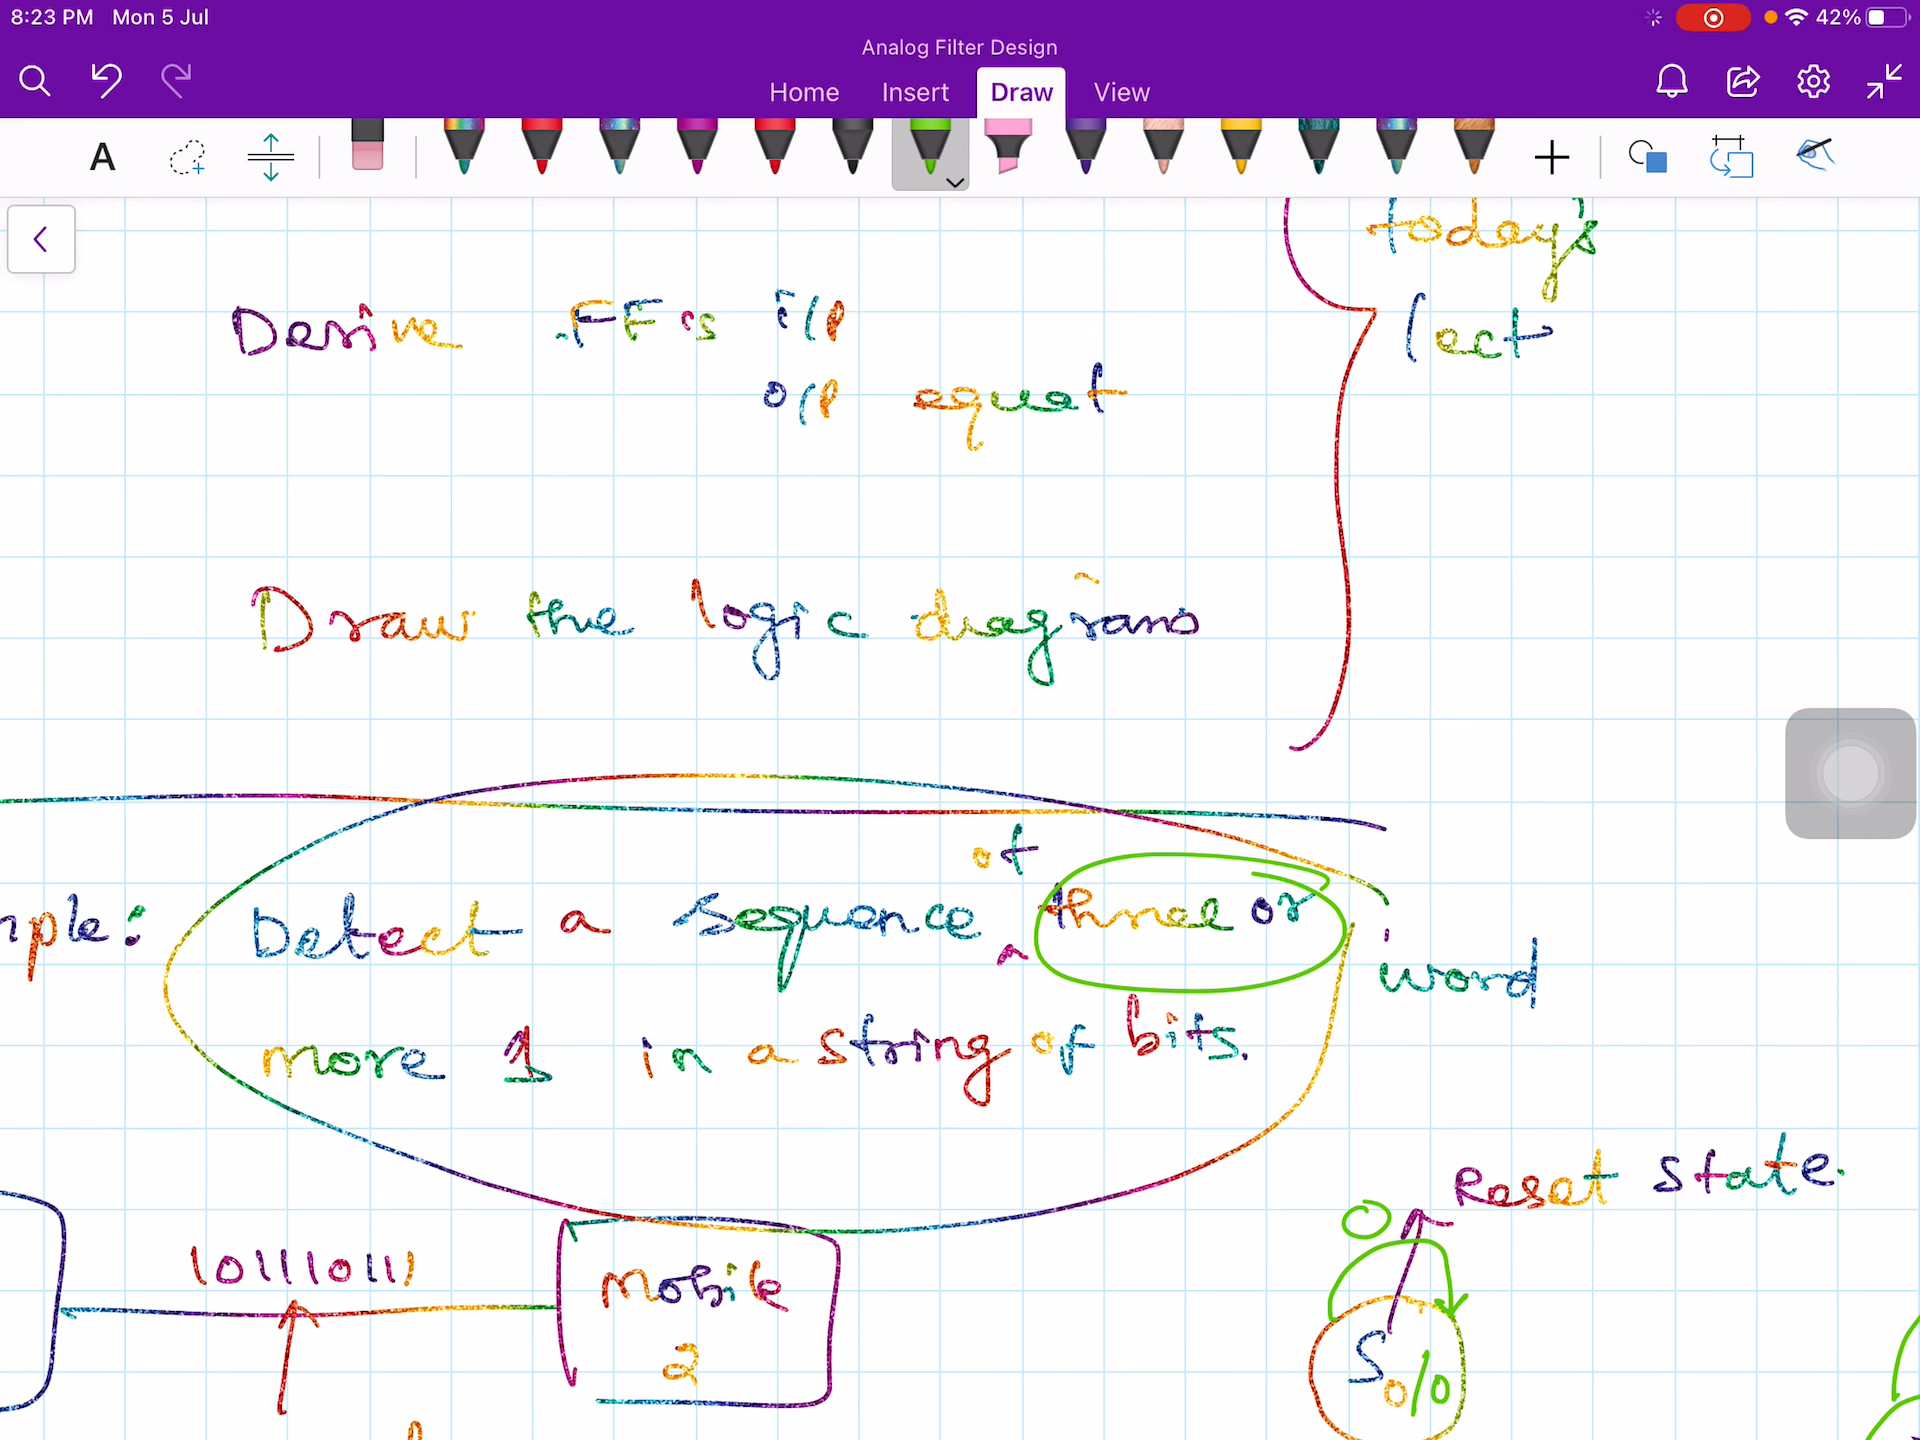 8:23 PM Mon 5 Jul
42%
Analog Filter Design
Home Insert Draw View
A
today's
lect
Derive FF's i/p
o/p equat
Draw the logic diagrams
of
mple: Detect a sequence ^ three or
word
more 1 in a string of bits.
Reset state.
0
1011110111
Mobile
2
S0/0